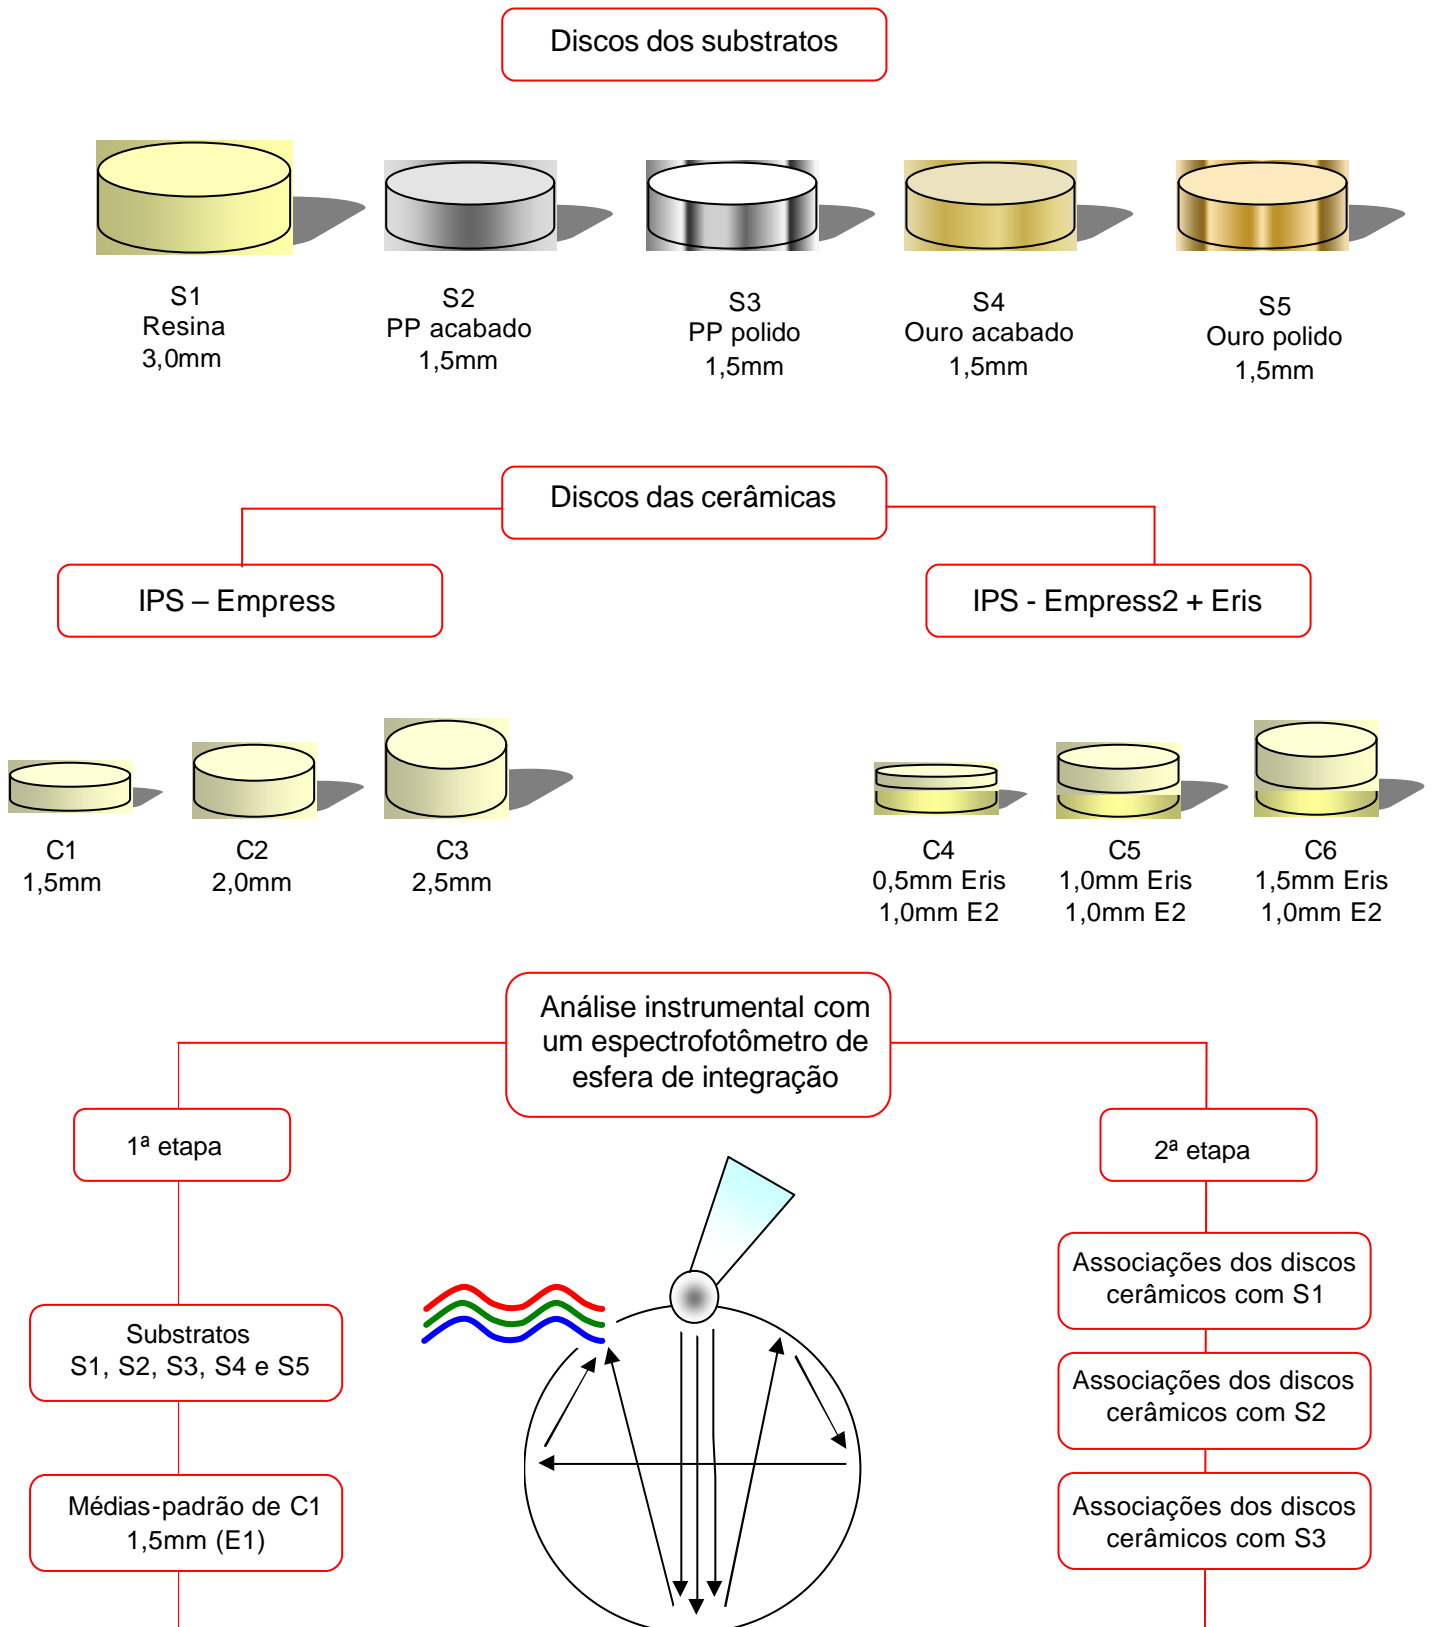 Discos dos substratos
S1
Resina
3,0mm
S2
PP acabado
1,5mm
S3
PP polido
1,5mm
S4
Ouro acabado
1,5mm
S5
Ouro polido
1,5mm
Discos das cerâmicas
IPS – Empress
IPS - Empress2 + Eris
C1
1,5mm
C2
2,0mm
C3
2,5mm
C4
0,5mm Eris
1,0mm E2
C5
1,0mm Eris
1,0mm E2
C6
1,5mm Eris
1,0mm E2
Análise instrumental com
um espectrofotômetro de
esfera de integração
1ª etapa
Substratos
S1, S2, S3, S4 e S5
Médias-padrão de C1
1,5mm (E1)
2ª etapa
Associações dos discos
cerâmicos com S1
Associações dos discos
cerâmicos com S2
Associações dos discos
cerâmicos com S3